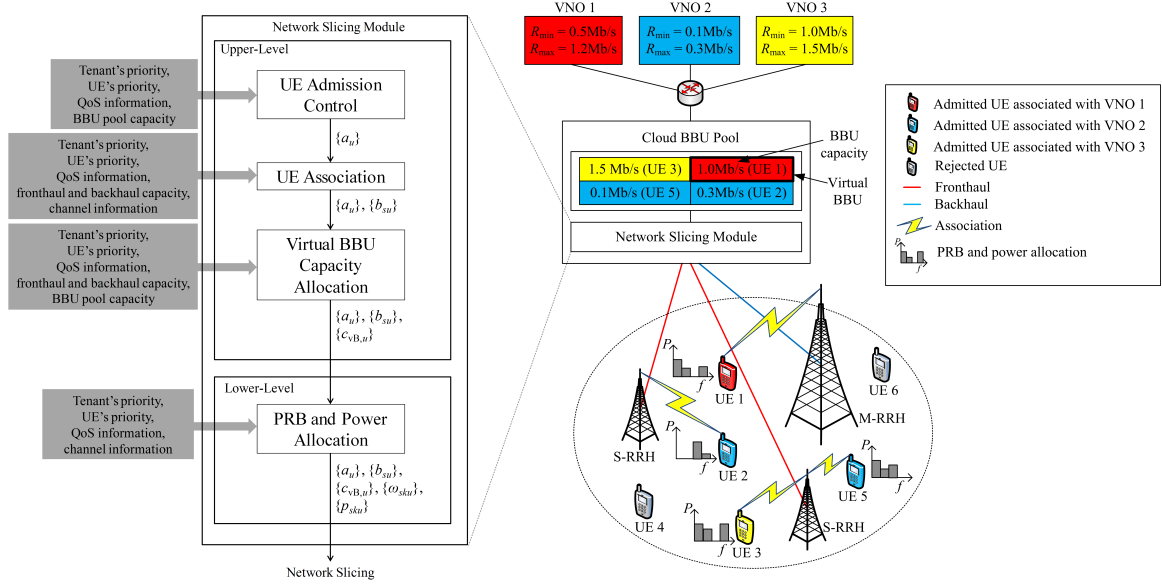 Network Slicing Module
Upper-Level
Tenant's priority,
UE's priority,
QoS information,
BBU pool capacity
UE Admission
Control
{a_u}
Tenant's priority,
UE's priority,
QoS information,
fronthaul and backhaul capacity,
channel information
UE Association
{a_u}, {b_su}
Tenant's priority,
UE's priority,
QoS information,
fronthaul and backhaul capacity,
BBU pool capacity
Virtual BBU
Capacity
Allocation
{a_u}, {b_su},
{c_vB,u}
Lower-Level
Tenant's priority,
UE's priority,
QoS information,
channel information
PRB and Power
Allocation
{a_u}, {b_su},
{c_vB,u}, {ω_sku},
{p_sku}
Network Slicing
VNO 1
R_min = 0.5Mb/s
R_max = 1.2Mb/s
VNO 2
R_min = 0.1Mb/s
R_max = 0.3Mb/s
VNO 3
R_min = 1.0Mb/s
R_max = 1.5Mb/s
Cloud BBU Pool
1.5 Mb/s (UE 3)
1.0Mb/s (UE 1)
0.1Mb/s (UE 5)
0.3Mb/s (UE 2)
BBU
capacity
Virtual
BBU
Network Slicing Module
P
f
UE 1
UE 6
M-RRH
S-RRH
P
f
UE 2
P
f
UE 5
UE 4
P
f
UE 3
S-RRH
Admitted UE associated with VNO 1
Admitted UE associated with VNO 2
Admitted UE associated with VNO 3
Rejected UE
Fronthaul
Backhaul
Association
P
f
PRB and power allocation